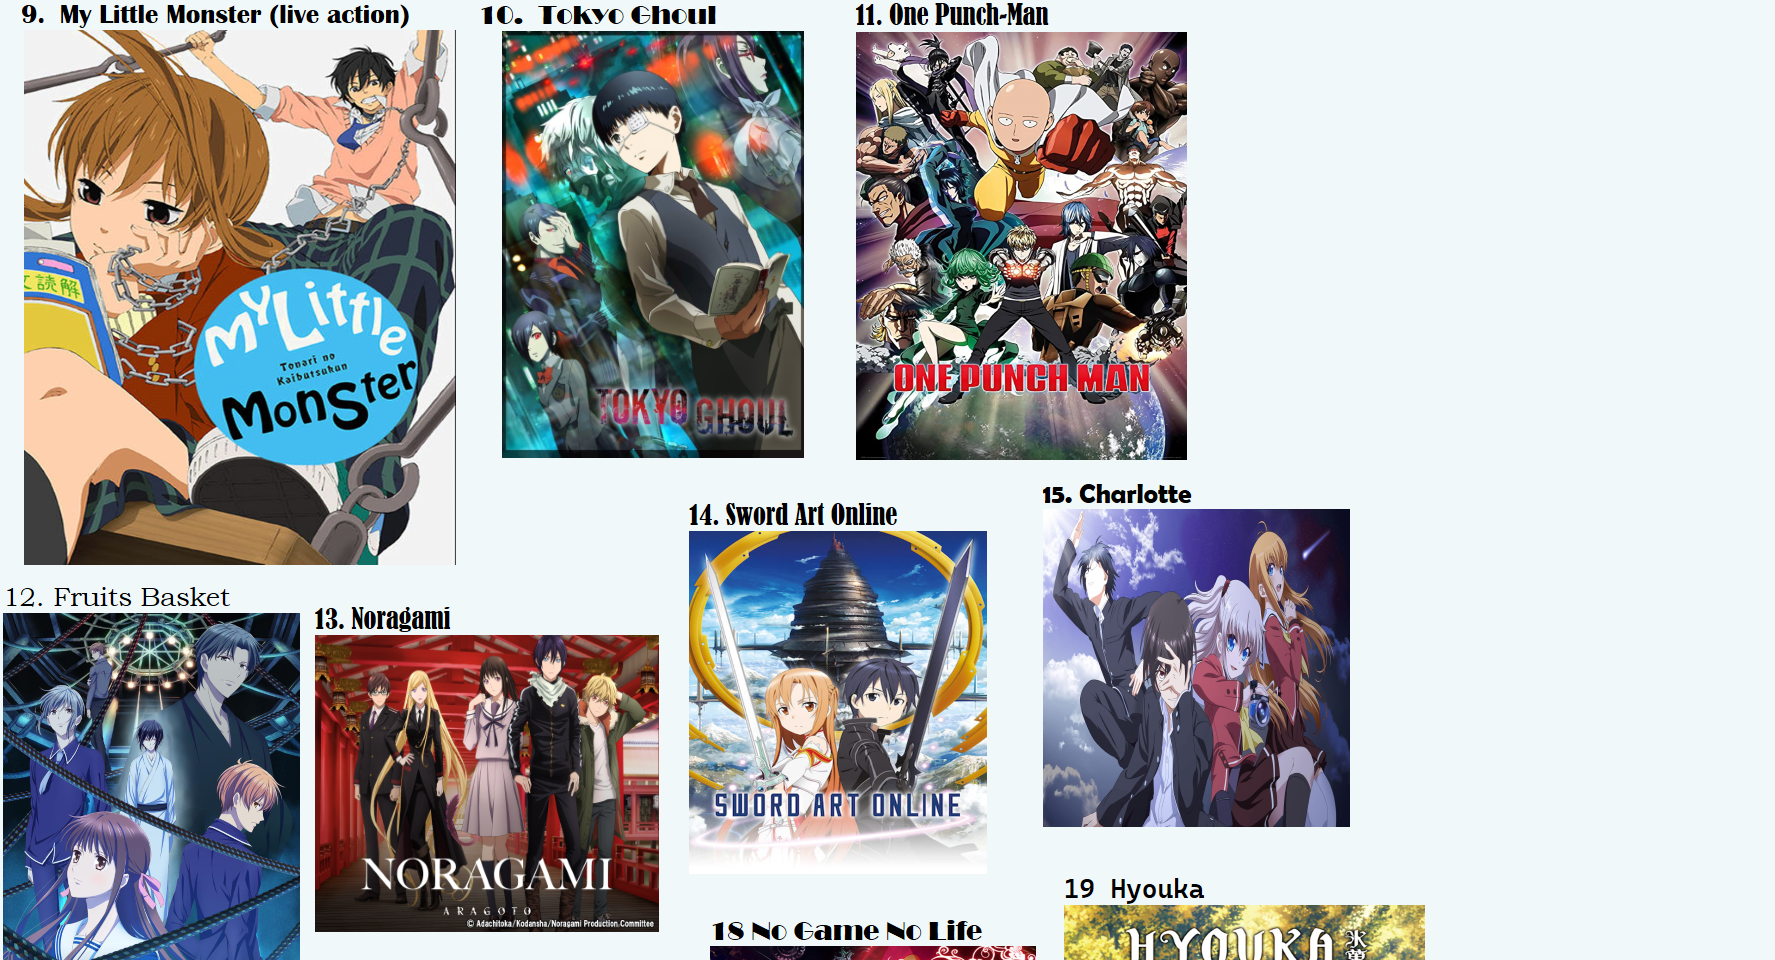 9. My Little Monster (live action)
10. Tokyo Ghoul
11. One Punch-Man
文読解
MY Little
Tonari no
Kaibutsukun
MonSter
TOKYO GHOUL
ONE PUNCH MAN
12. Fruits Basket
13. Noragami
14. Sword Art Online
15. Charlotte
NORAGAMI
ARAGOTO
© Adachitoka/Kodansha/Noragami Production Committee
SWORD ART ONLINE
18 No Game No Life
19 Hyouka
HYOUKA
氷菓